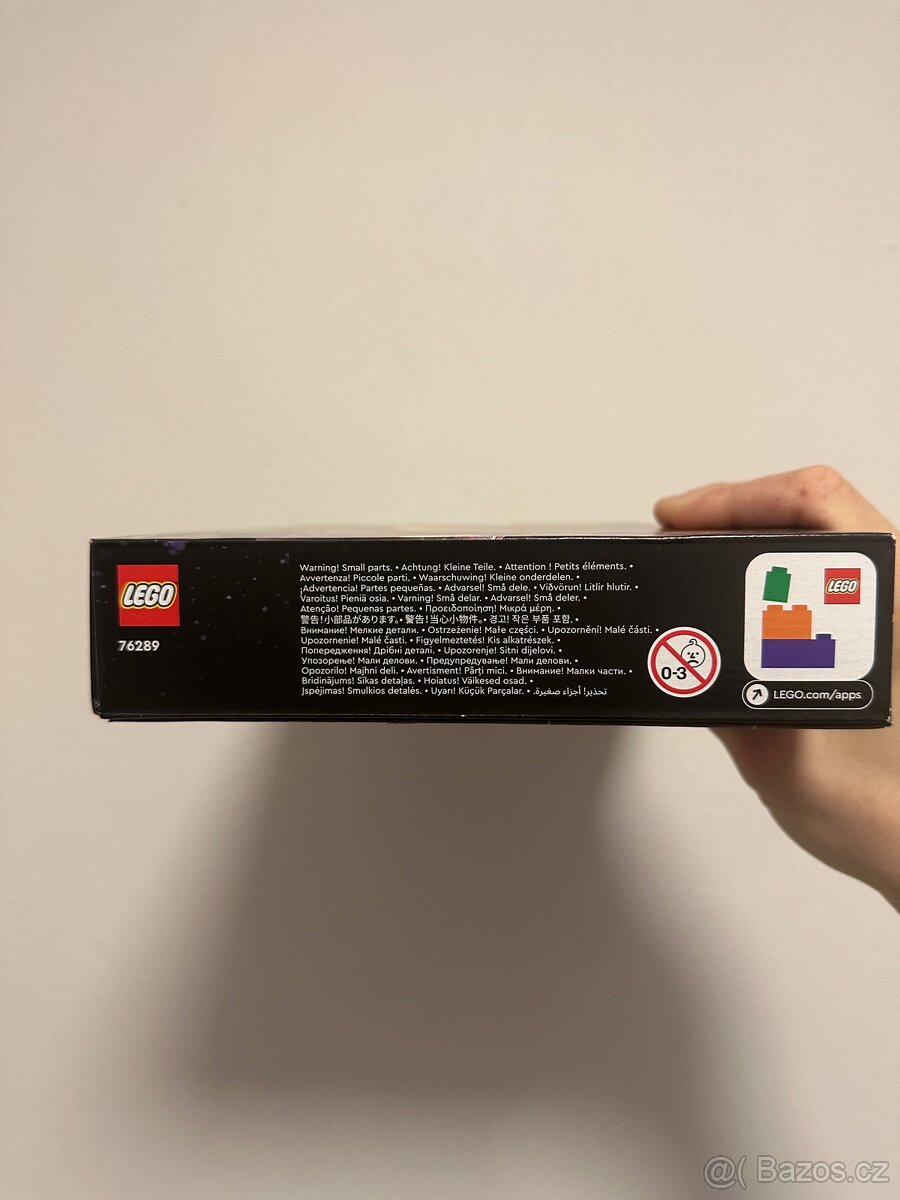 LEGO
76289
Warning! Small parts. • Achtung! Kleine Teile. • Attention ! Petits éléments. •
Avvertenza! Piccole parti. • Waarschuwing! Kleine onderdelen. •
¡Advertencia! Partes pequeñas. • Advarsel! Små dele. • Viðvörun! Litlir hlutir. •
Varoitus! Pieniä osia. • Varning! Små delar. • Advarsel! Små deler. •
Atenção! Pequenas partes. • Προειδοποίηση! Μικρά μέρη. •
警告!小部品があります。• 警告!当心小物件。• 경고! 작은 부품 포함. •
Внимание! Мелкие детали. • Ostrzeżenie! Małe części. • Upozornění! Malé části. •
Upozornenie! Malé časti. • Figyelmeztetés! Kis alkatrészek. •
Попередження! Дрібні деталі. • Upozorenje! Sitni dijelovi. •
Упозорење! Мали делови. • Предупредување! Мали делови. •
Opozorilo! Majhni deli. • Avertisment! Părți mici. • Внимание! Малки части. •
Brīdinājums! Sīkas detaļas. • Hoiatus! Väikesed osad. •
Įspėjimas! Smulkios detalės. • Uyarı! Küçük Parçalar. • تحذير! أجزاء صغيرة.
0-3
LEGO
LEGO.com/apps
@( Bazos.cz